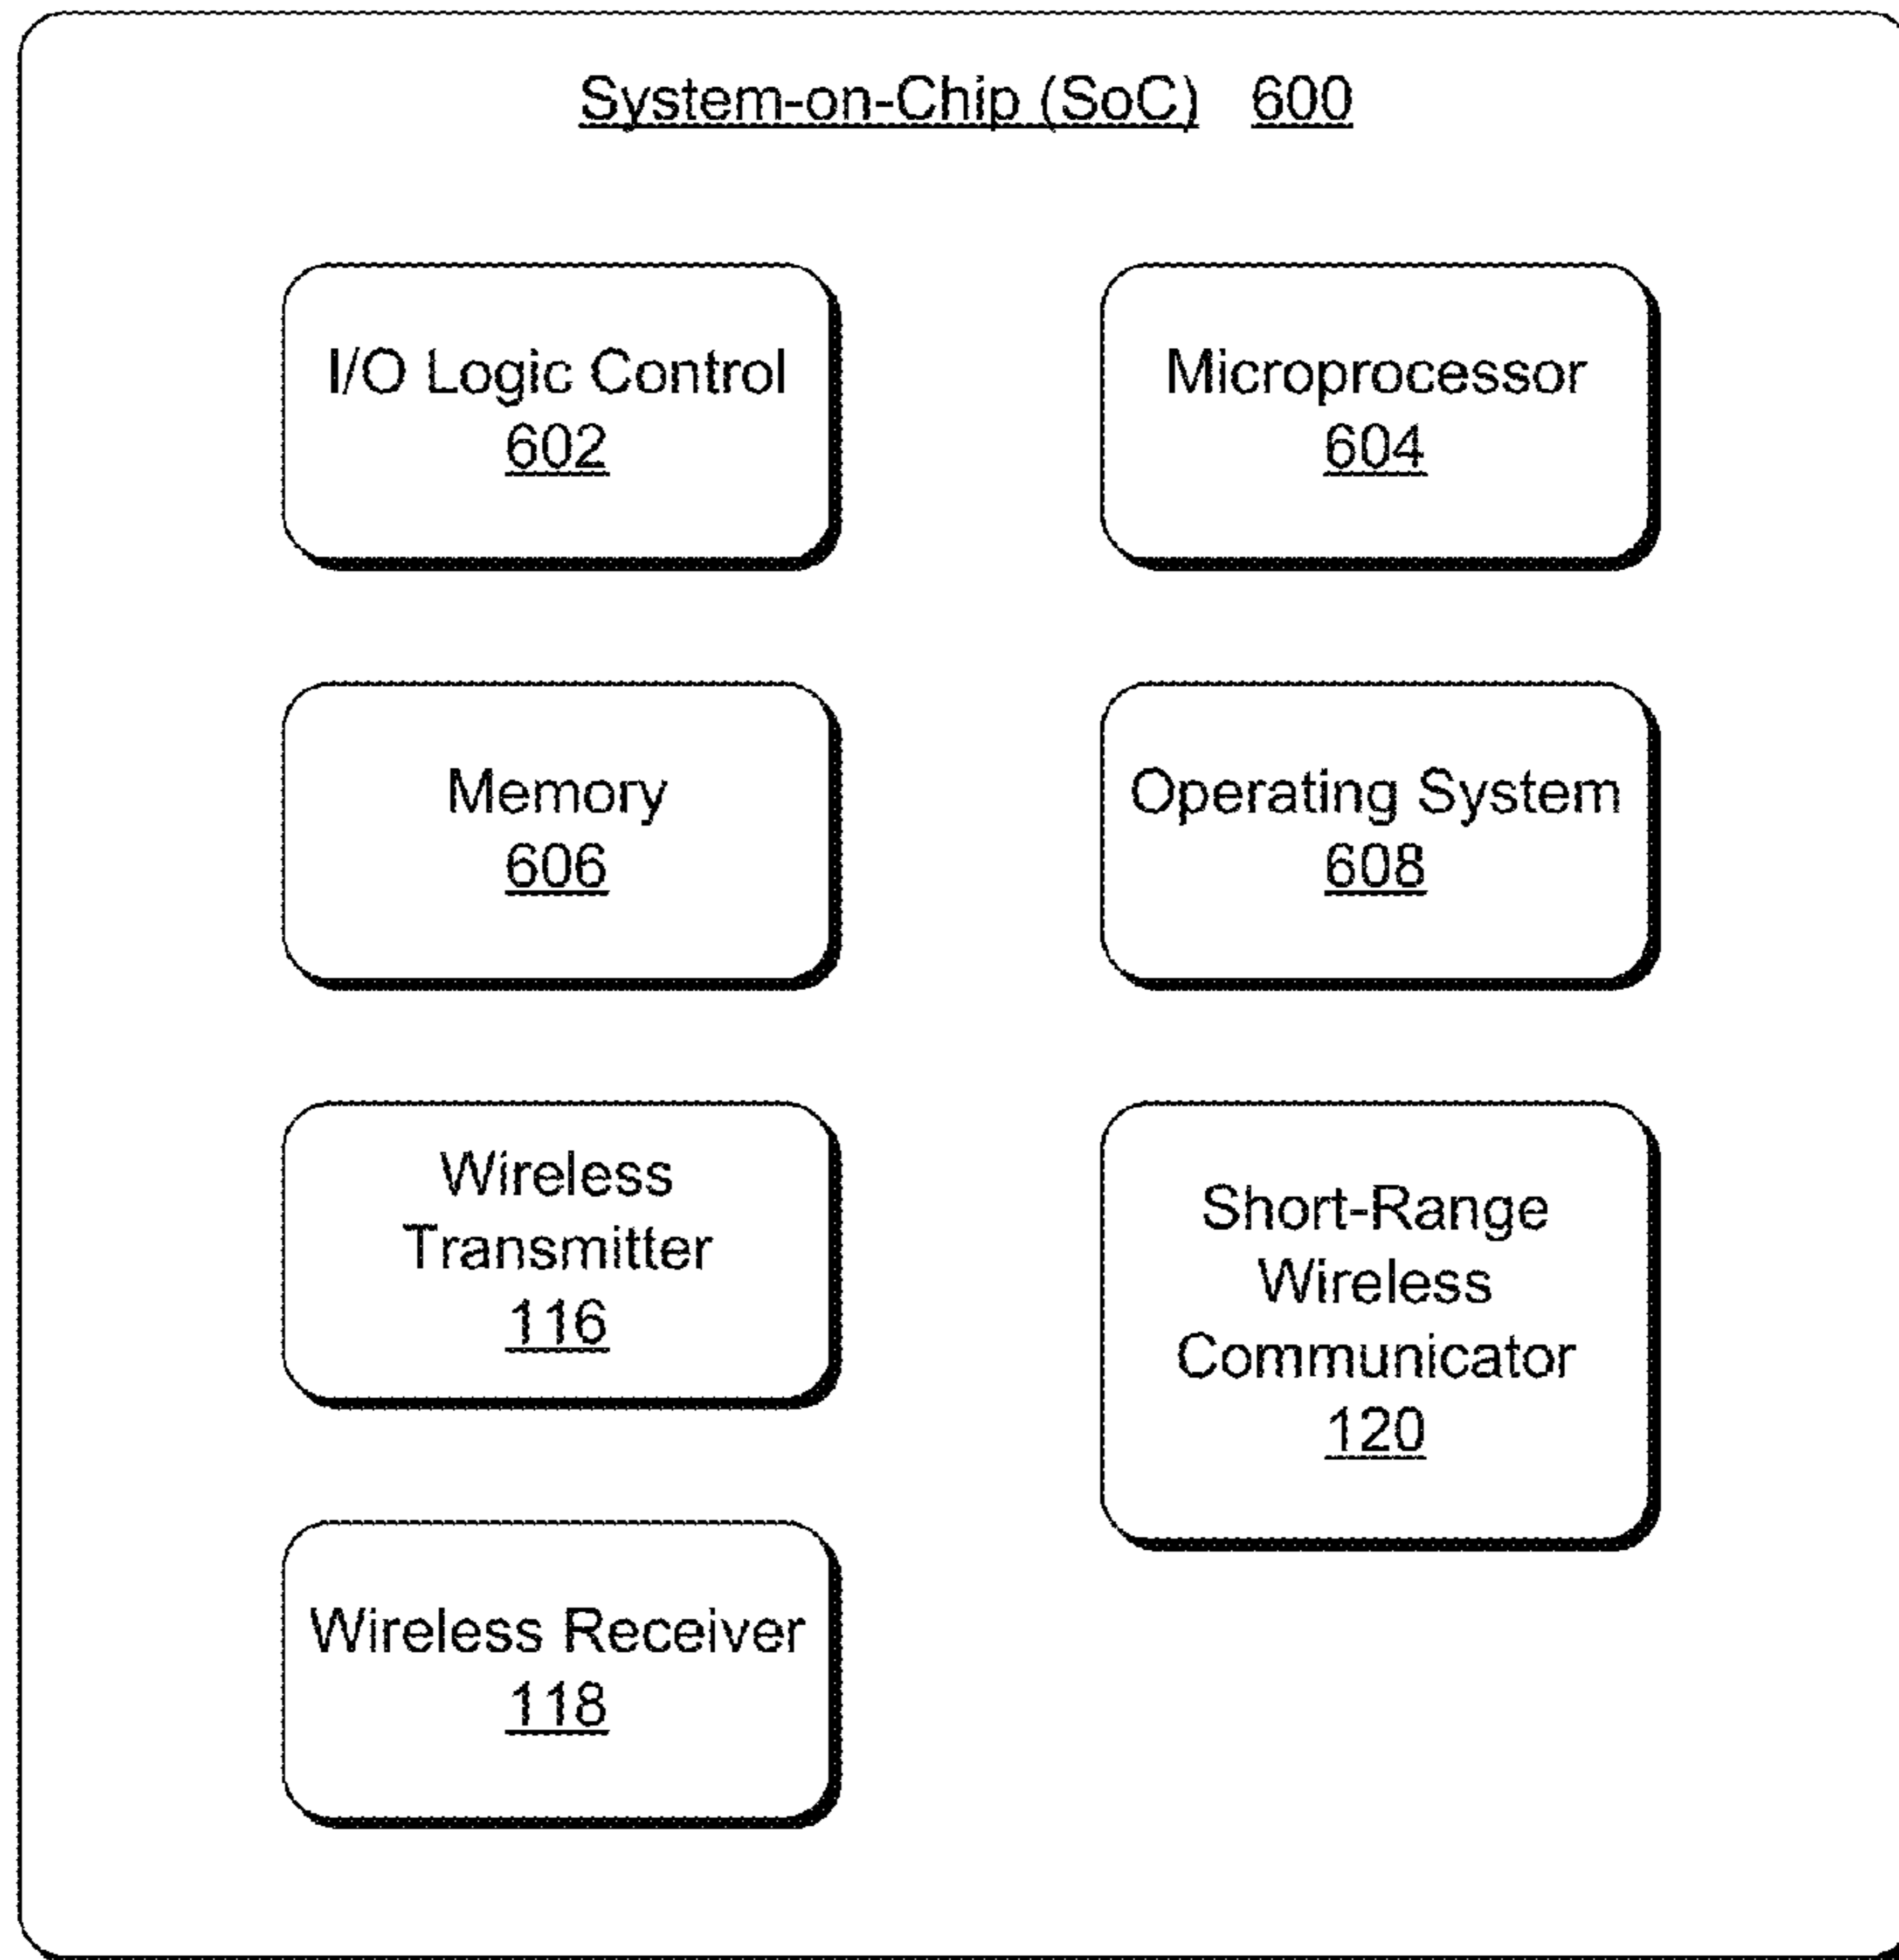 System-on-Chip (SoC) 600
I/O Logic Control
602
Microprocessor
604
Memory
606
Operating System
608
Wireless
Transmitter
116
Short-Range
Wireless
Communicator
120
Wireless Receiver
118